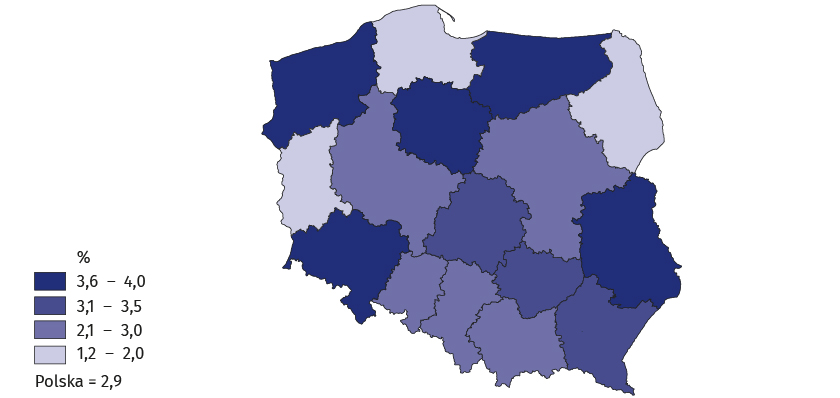 %
3,6 – 4,0
3,1 – 3,5
2,1 – 3,0
1,2 – 2,0
Polska = 2,9